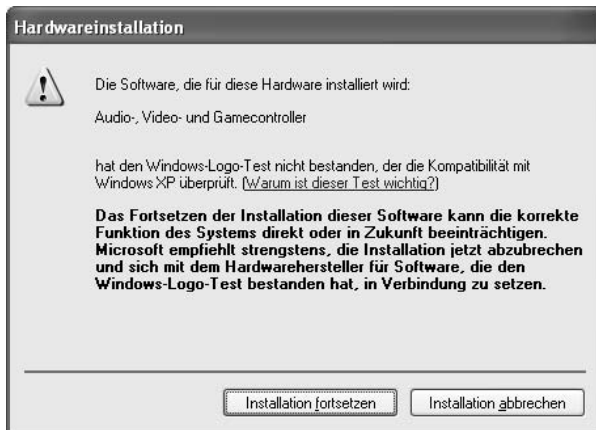 Hardwareinstallation
Die Software, die für diese Hardware installiert wird:
Audio-, Video- und Gamecontroller
hat den Windows-Logo-Test nicht bestanden, der die Kompatibilität mit
Windows XP überprüft. (Warum ist dieser Test wichtig?)
Das Fortsetzen der Installation dieser Software kann die korrekte
Funktion des Systems direkt oder in Zukunft beeinträchtigen.
Microsoft empfiehlt strengstens, die Installation jetzt abzubrechen
und sich mit dem Hardwarehersteller für Software, die den
Windows-Logo-Test bestanden hat, in Verbindung zu setzen.
Installation fortsetzen
Installation abbrechen